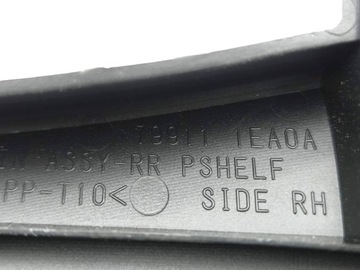 79911 1EA0A
ASSY-RR PSHELF
PP-T10< SIDE RH